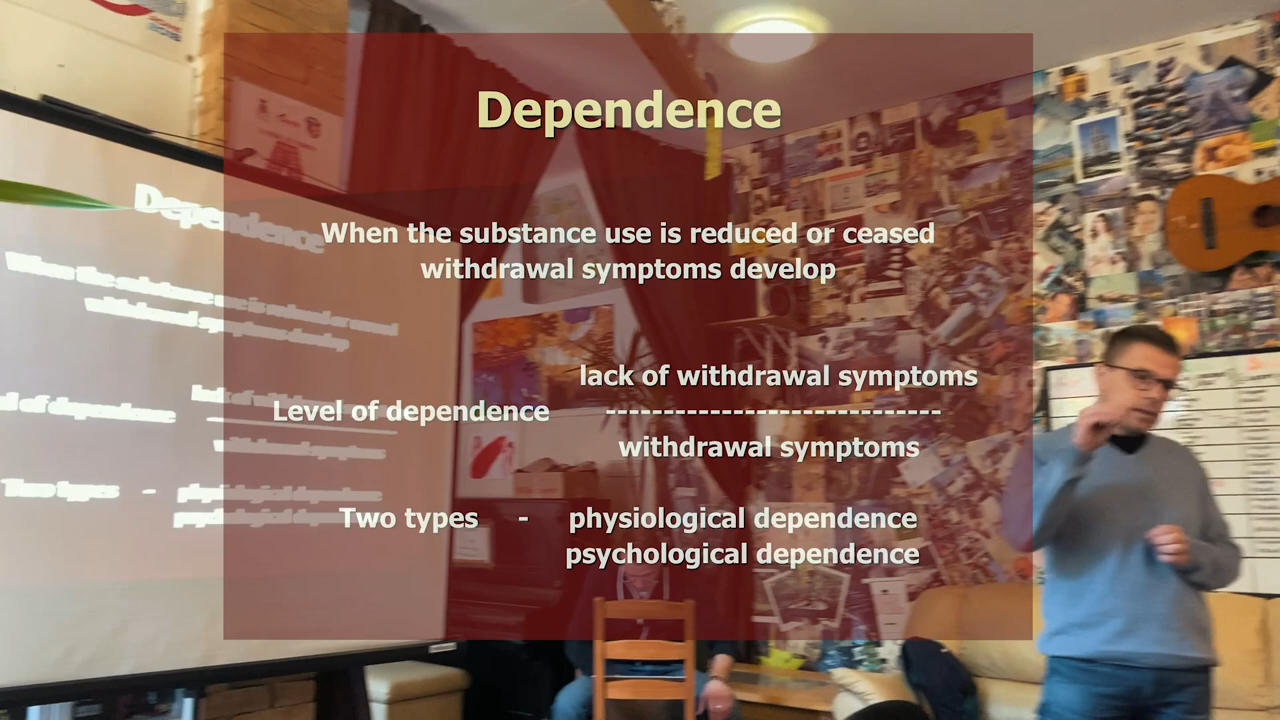 Dependence
When the substance use is reduced or ceased
withdrawal symptoms develop
lack of withdrawal symptoms
Level of dependence ----------------------------
withdrawal symptoms
Two types - physiological dependence
psychological dependence
Dependence